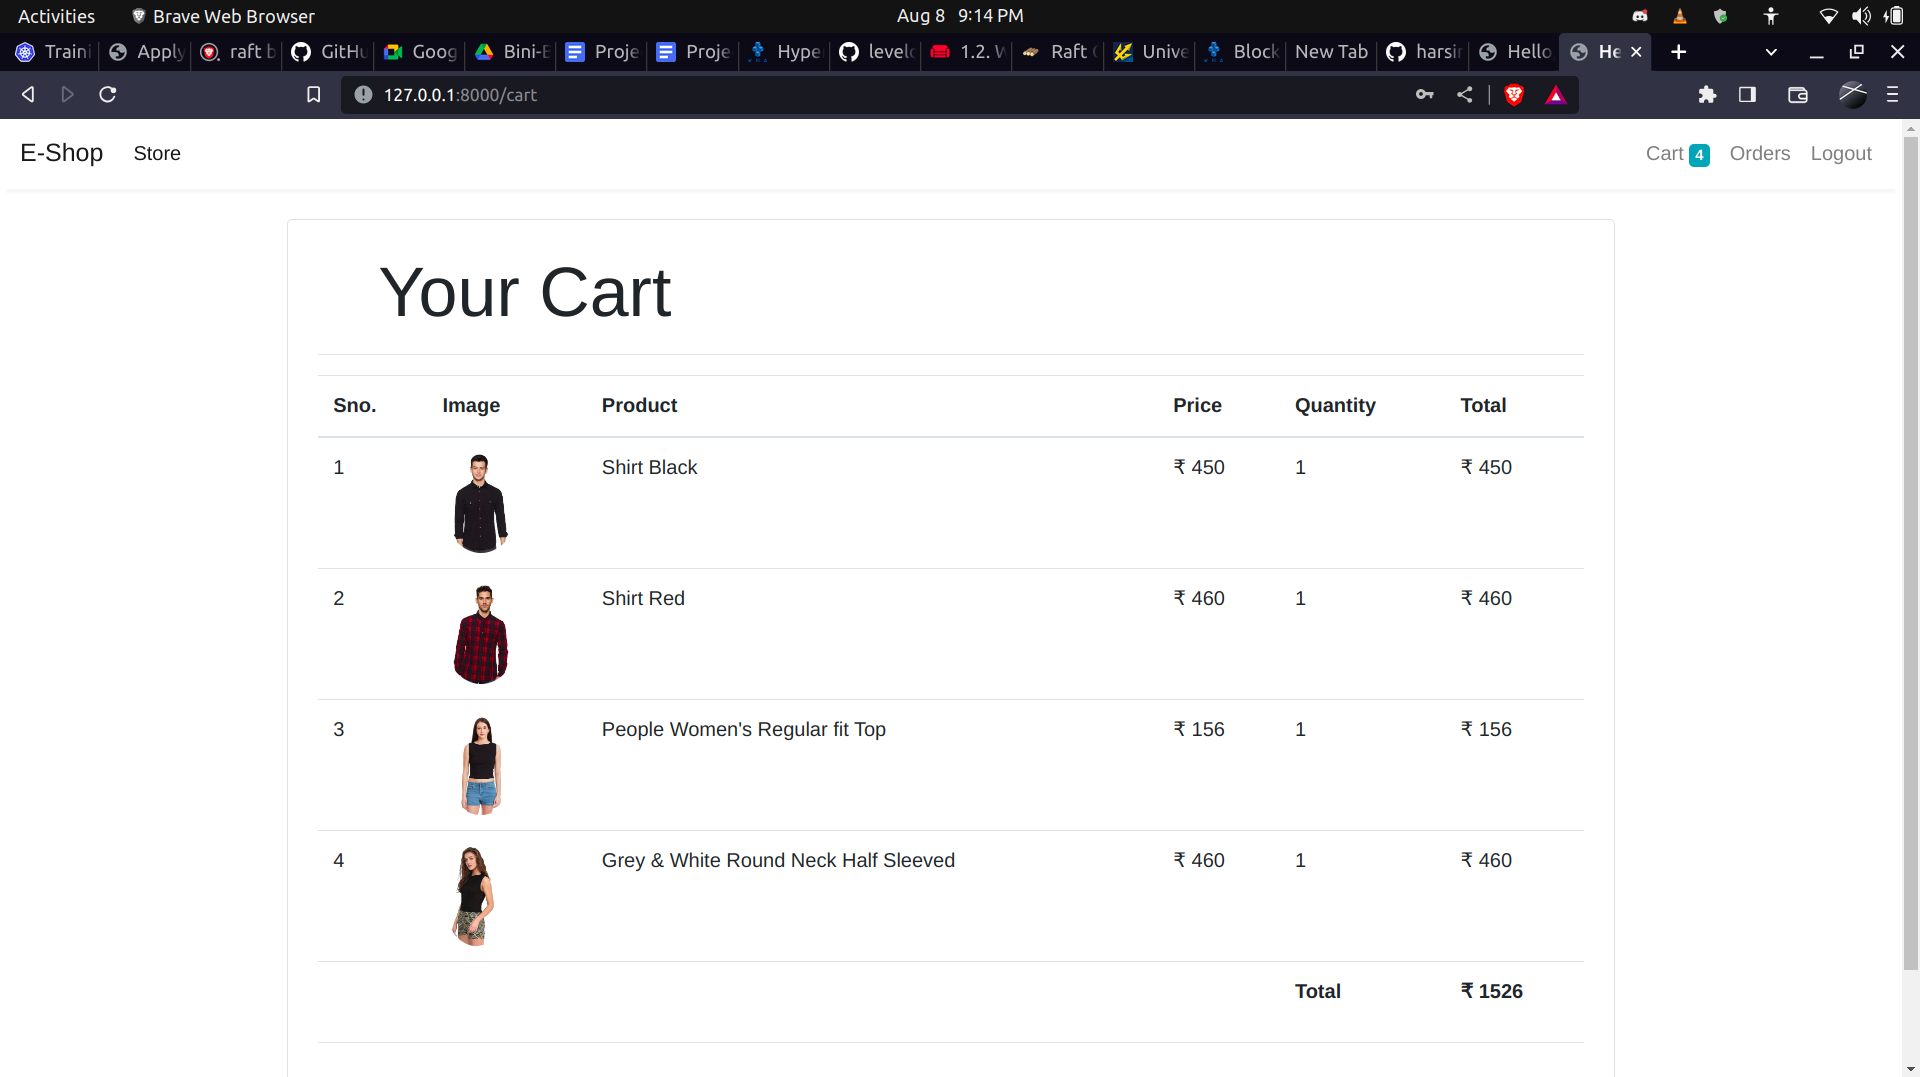 Activities Brave Web Browser Aug 8 9:14 PM
Traini Apply raft b GitHu Goog Bini-E Proje Proje Hyper levelc 1.2. W Raft Unive Block New Tab harsir Hello He
127.0.0.1:8000/cart
E-Shop Store Cart 4 Orders Logout
Your Cart
Sno. Image Product Price Quantity Total
1 Shirt Black ₹ 450 1 ₹ 450
2 Shirt Red ₹ 460 1 ₹ 460
3 People Women's Regular fit Top ₹ 156 1 ₹ 156
4 Grey & White Round Neck Half Sleeved ₹ 460 1 ₹ 460
Total ₹ 1526